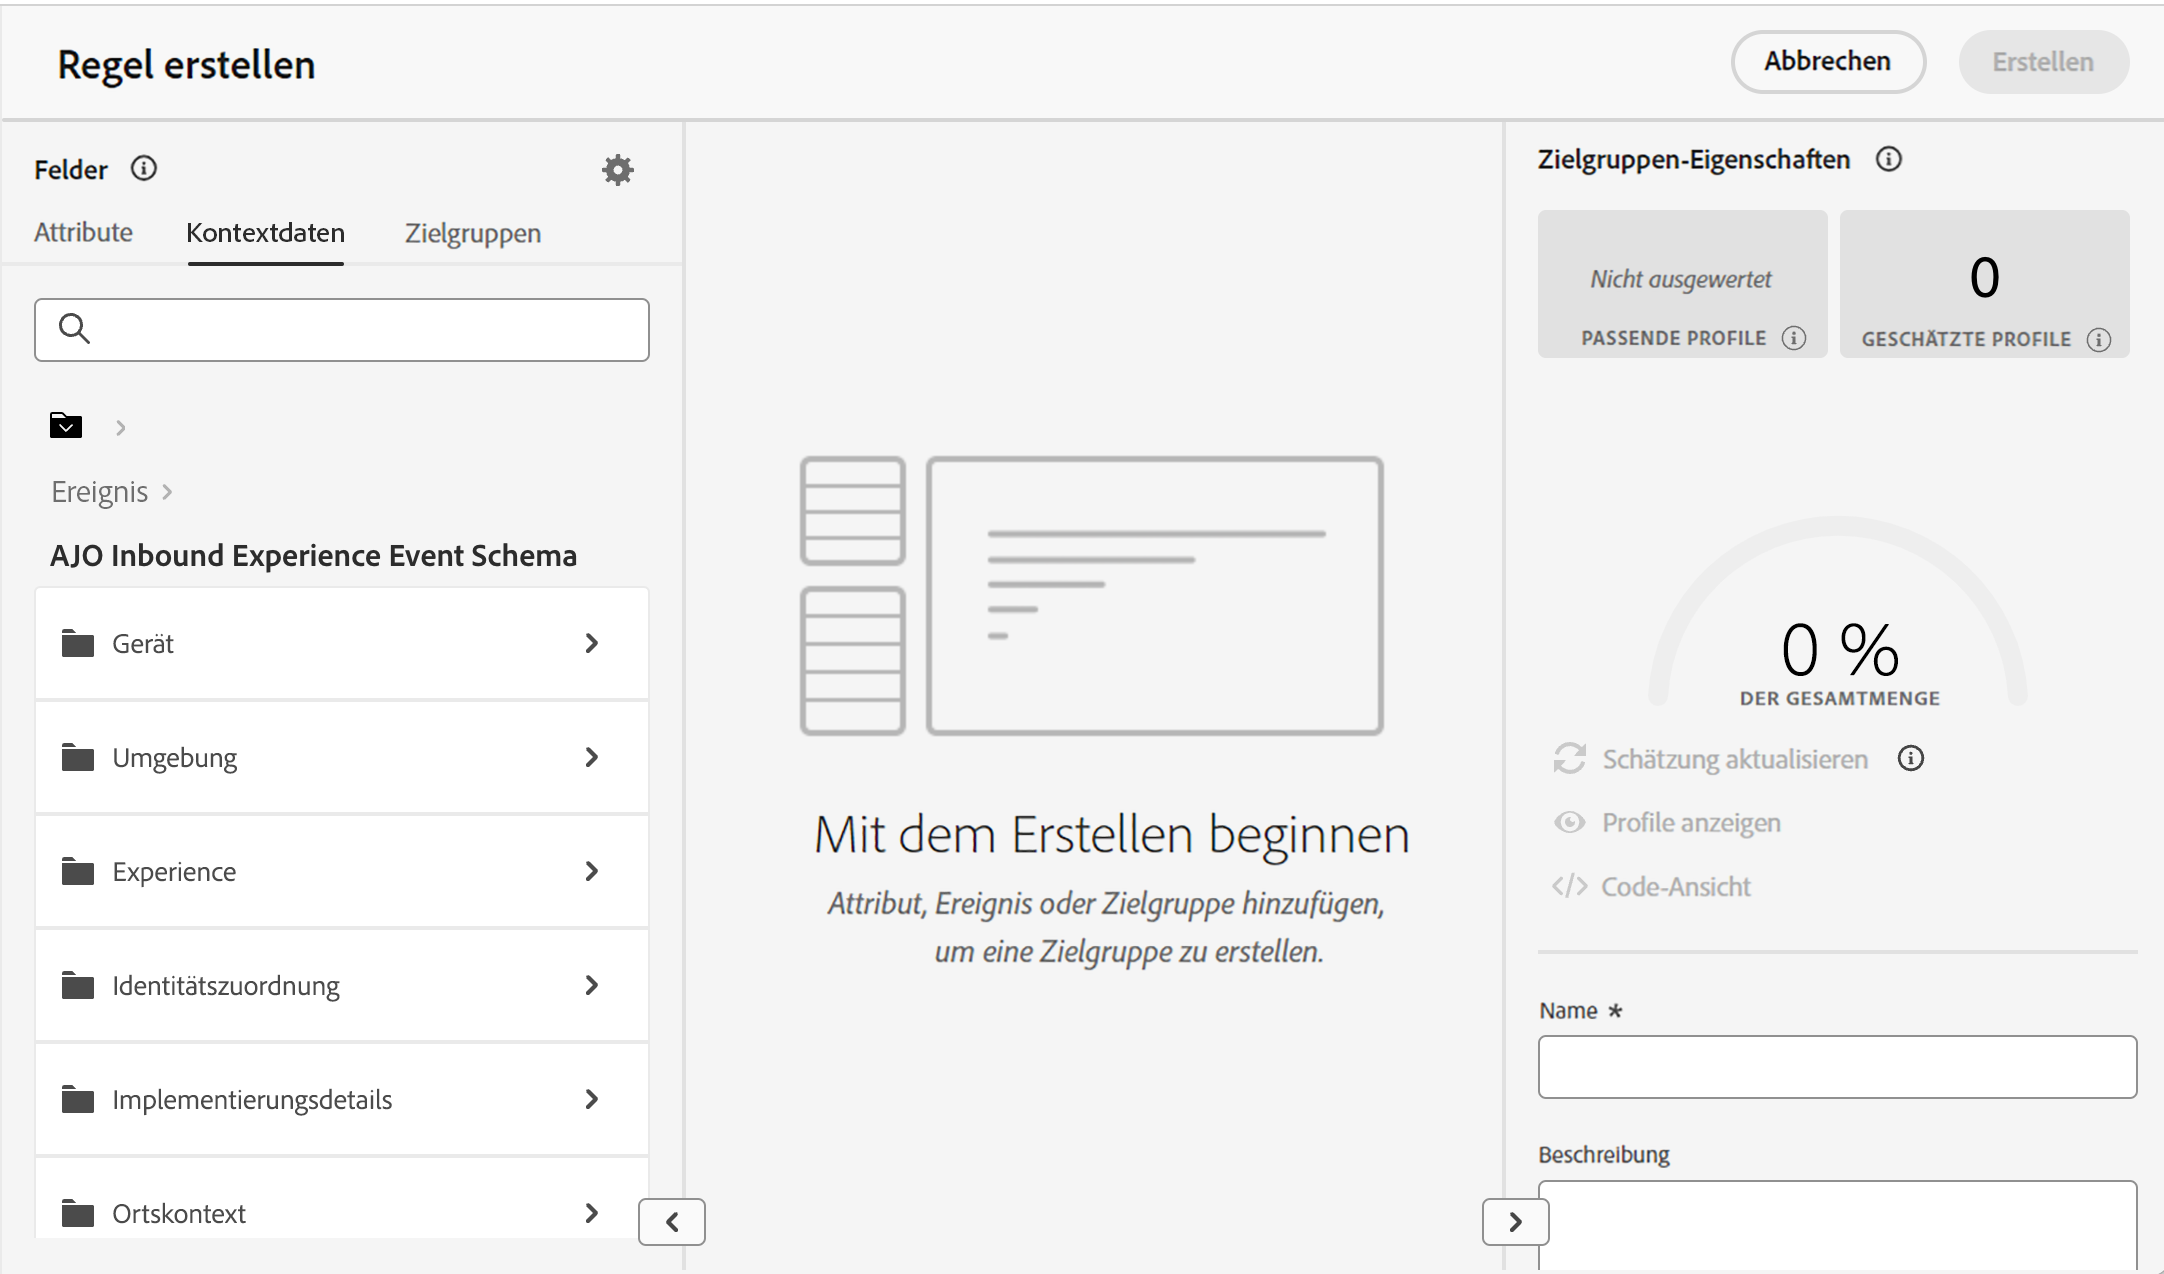 Regel erstellen
Abbrechen
Erstellen
Felder
Attribute
Kontextdaten
Zielgruppen
Ereignis
AJO Inbound Experience Event Schema
Gerät
Umgebung
Experience
Identitätszuordnung
Implementierungsdetails
Ortskontext
Mit dem Erstellen beginnen
Attribut, Ereignis oder Zielgruppe hinzufügen,
um eine Zielgruppe zu erstellen.
Zielgruppen-Eigenschaften
Nicht ausgewertet
PASSENDE PROFILE
0
GESCHÄTZTE PROFILE
0 %
DER GESAMTMENGE
Schätzung aktualisieren
Profile anzeigen
</> Code-Ansicht
Name *
Beschreibung